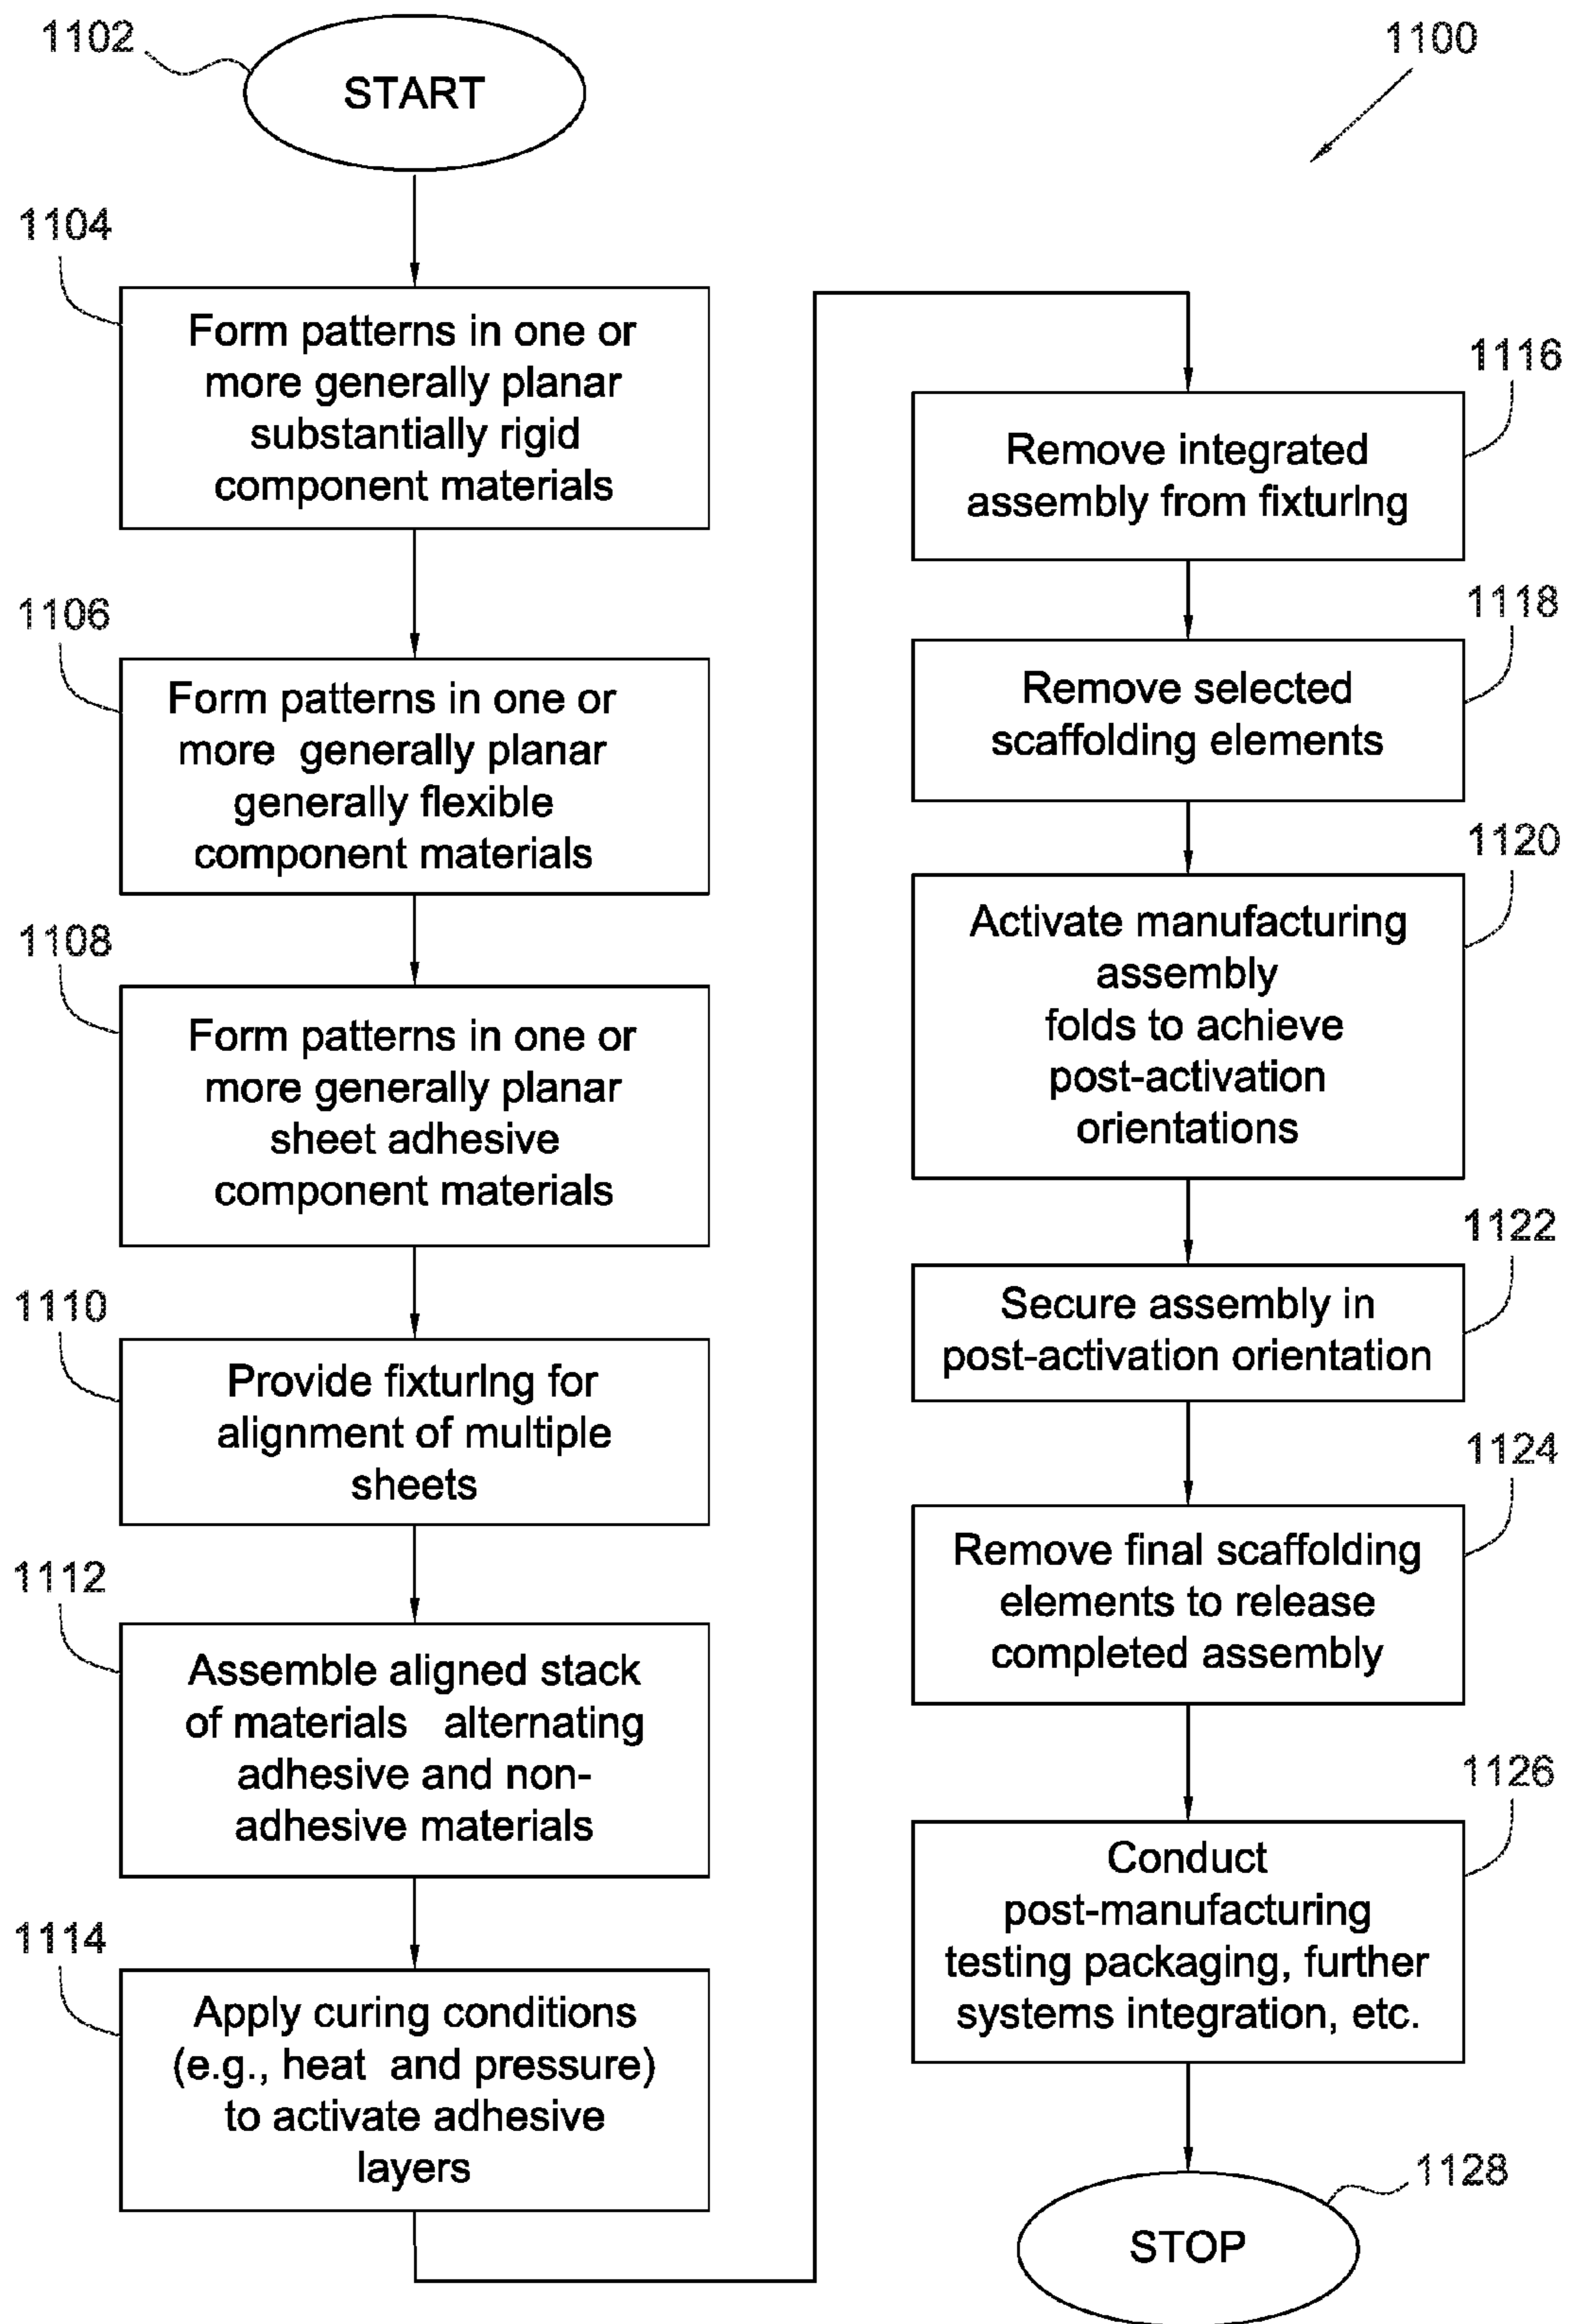 1102
START
1100
1104
Form patterns in one or
more generally planar
substantially rigid
component materials
1106
Form patterns in one or
more generally planar
generally flexible
component materials
1108
Form patterns in one or
more generally planar
sheet adhesive
component materials
1110
Provide fixturing for
alignment of multiple
sheets
1112
Assemble aligned stack
of materials alternating
adhesive and non-
adhesive materials
1114
Apply curing conditions
(e.g., heat and pressure)
to activate adhesive
layers
1116
Remove integrated
assembly from fixturing
1118
Remove selected
scaffolding elements
1120
Activate manufacturing
assembly
folds to achieve
post-activation
orientations
1122
Secure assembly in
post-activation orientation
1124
Remove final scaffolding
elements to release
completed assembly
1126
Conduct
post-manufacturing
testing packaging, further
systems integration, etc.
1128
STOP